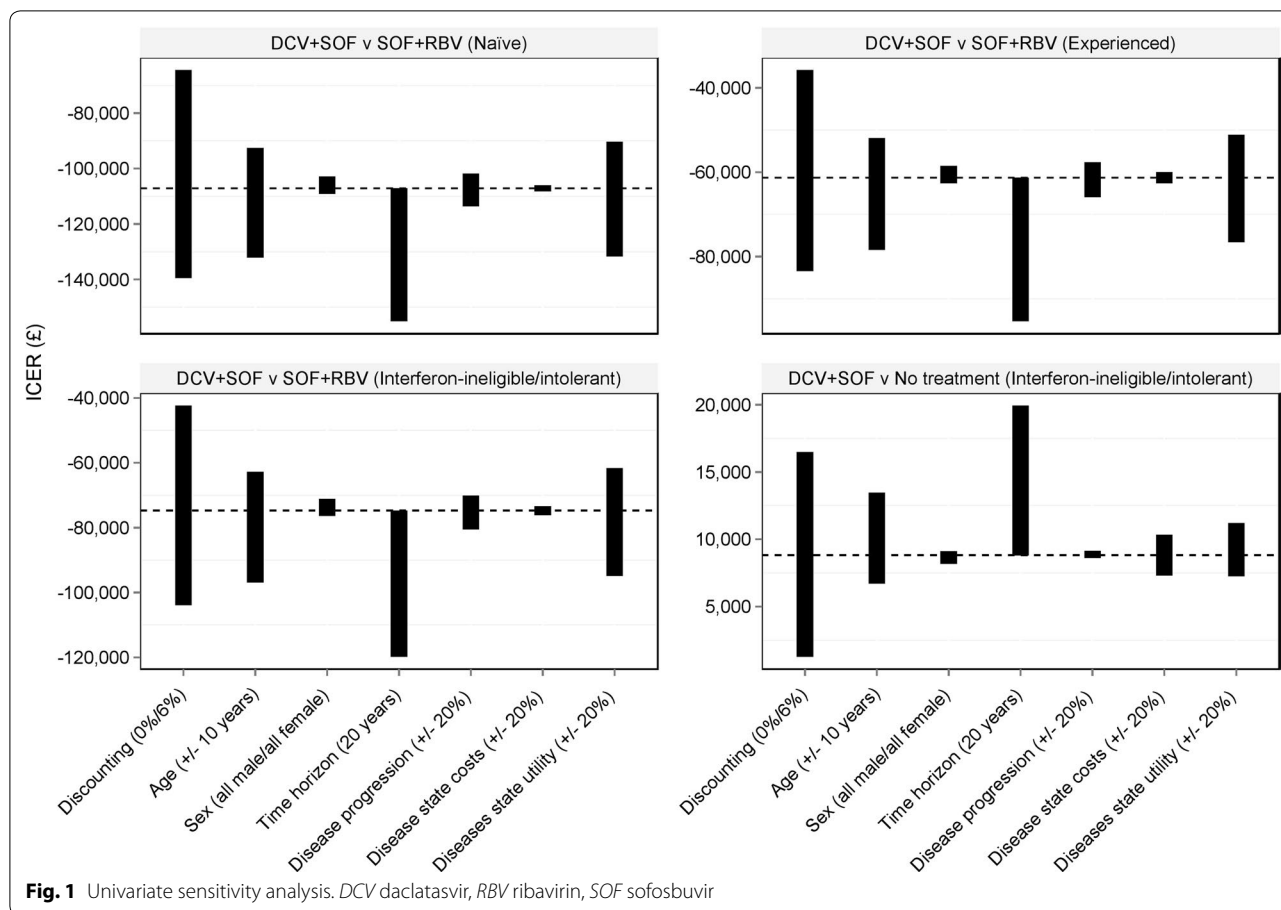 DCV+SOF v SOF+RBV (Naïve)
-80,000
-100,000
-120,000
-140,000
DCV+SOF v SOF+RBV (Experienced)
-40,000
-60,000
-80,000
ICER (£)
DCV+SOF v SOF+RBV (Interferon-ineligible/intolerant)
-40,000
-60,000
-80,000
-100,000
-120,000
Discounting (0%/6%)
Age (+/- 10 years)
Sex (all male/all female)
Time horizon (20 years)
Disease progression (+/- 20%)
Disease state costs (+/- 20%)
Diseases state utility (+/- 20%)
DCV+SOF v No treatment (Interferon-ineligible/intolerant)
20,000
15,000
10,000
5,000
Discounting (0%/6%)
Age (+/- 10 years)
Sex (all male/all female)
Time horizon (20 years)
Disease progression (+/- 20%)
Disease state costs (+/- 20%)
Diseases state utility (+/- 20%)
Fig. 1 Univariate sensitivity analysis. DCV daclatasvir, RBV ribavirin, SOF sofosbuvir